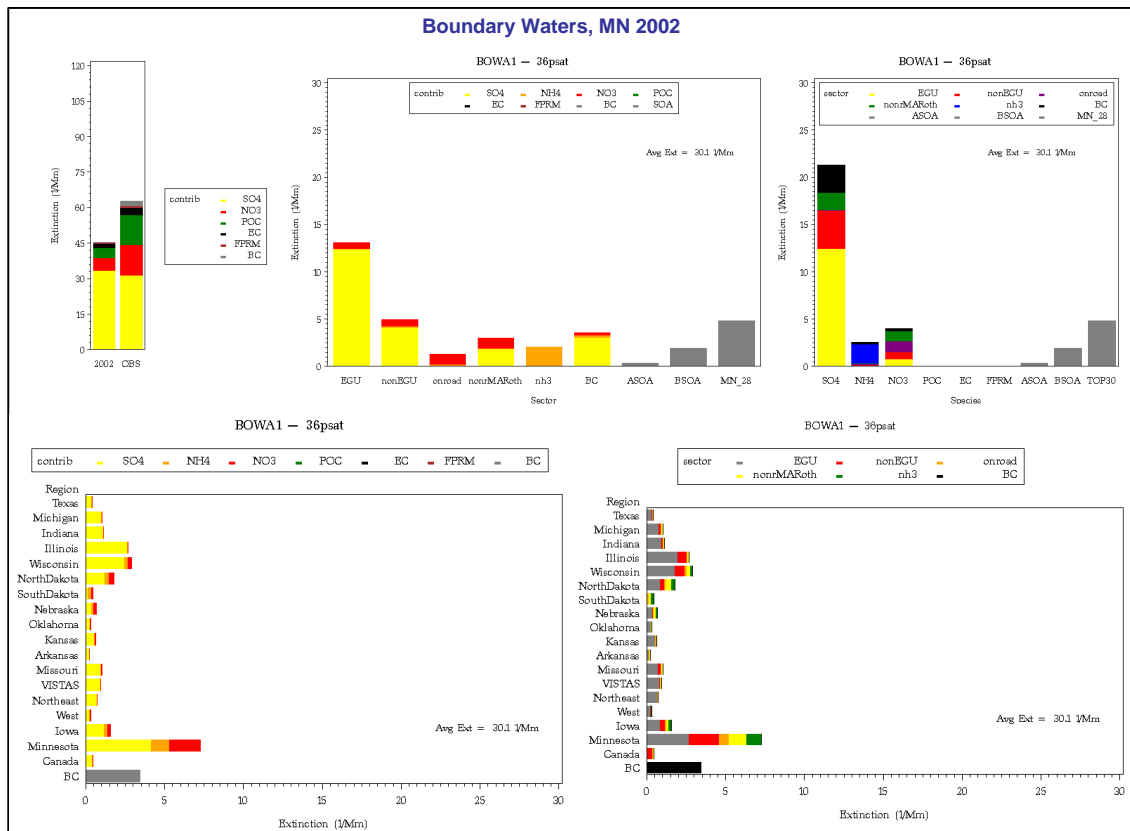 Boundary Waters, MN 2002
Extinction (1/Mm)
120
105
90
75
60
45
30
15
0
2002 OBS
contrib SO4
NO3
POC
EC
FPRM
BC
BOWA1 — 36psat
contrib SO4 NH4 NO3 POC
EC FPRM BC SOA
Avg Ext = 30.1 1/Mm
Extinction (1/Mm)
30
25
20
15
10
5
0
EGU nonEGU onroad nonrMARoth nh3 BC ASOA BSOA MN_28
Sector
BOWA1 — 36psat
sector EGU nonEGU onroad
nonrMARoth nh3 BC
ASOA BSOA MN_28
Avg Ext = 30.1 1/Mm
Extinction (1/Mm)
30
25
20
15
10
5
0
SO4 NH4 NO3 POC EC FPRM ASOA BSOA TOP30
Species
BOWA1 — 36psat
contrib SO4 NH4 NO3 POC EC FPRM BC
Region
Texas
Michigan
Indiana
Illinois
Wisconsin
NorthDakota
SouthDakota
Nebraska
Oklahoma
Kansas
Arkansas
Missouri
VISTAS
Northeast
West
Iowa
Minnesota
Canada
BC
Avg Ext = 30.1 1/Mm
0 5 10 15 20 25 30
Extinction (1/Mm)
BOWA1 — 36psat
sector EGU nonEGU onroad
nonrMARoth nh3 BC
Region
Texas
Michigan
Indiana
Illinois
Wisconsin
NorthDakota
SouthDakota
Nebraska
Oklahoma
Kansas
Arkansas
Missouri
VISTAS
Northeast
West
Iowa
Minnesota
Canada
BC
Avg Ext = 30.1 1/Mm
0 5 10 15 20 25 30
Extinction (1/Mm)